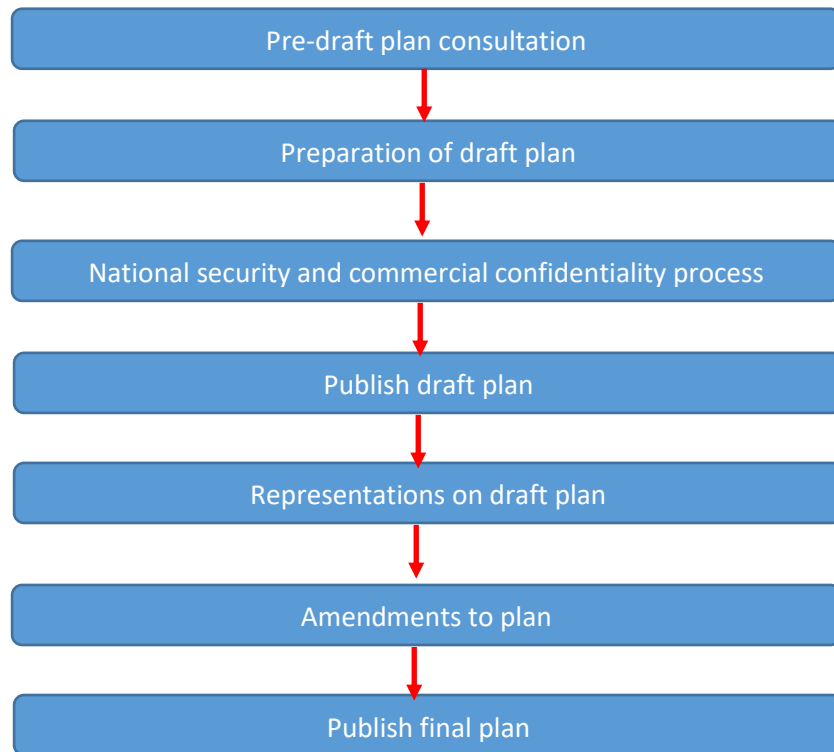 Pre-draft plan consultation
Preparation of draft plan
National security and commercial confidentiality process
Publish draft plan
Representations on draft plan
Amendments to plan
Publish final plan